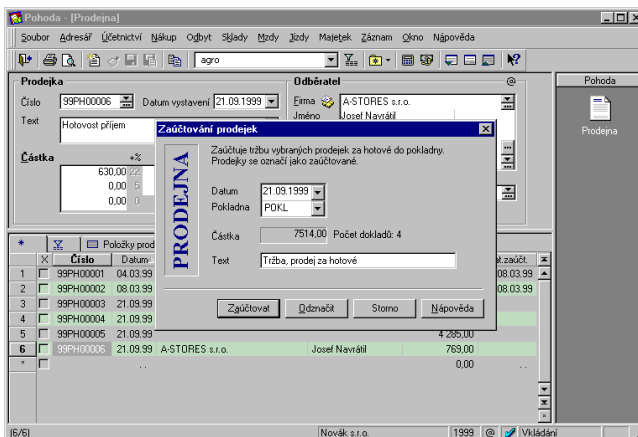 Pohoda - [Prodejna]
Soubor Adresář Účetnictví Nákup Odbyt Sklady Mzdy Jízdy Majetek Záznam Okno Nápověda
agro
Prodejka
Odběratel
@
Pohoda
Číslo 99PH00006 Datum vystavení 21.09.1999
Firma A-STORES s.r.o.
Text Hotovost příjem
Jméno Josef Navrátil
Prodejna
Částka +%
630,00 22
0,00 5
0,00 0
Zaúčtování prodejek
PRODEJNA
Zaúčtuje tržbu vybraných prodejek za hotové do pokladny.
Prodejky se označí jako zaúčtované.
Datum 21.09.1999
Pokladna POKL
Částka 7514,00 Počet dokladů: 4
Text Tržba, prodej za hotové
Zaúčtovat Odznačit Storno Nápověda
* Položky prod
X Číslo Datum t.zaúčt.
1 99PH00001 04.03.99 08.03.99
2 99PH00002 08.03.99 08.03.99
3 99PH00003 21.09.99
4 99PH00004 21.09.99
5 99PH00005 21.09.99 4 285,00
6 99PH00006 21.09.99 A-STORES s.r.o. Josef Navrátil 769,00
* . . 0,00 . .
(6/6) Novák s.r.o. 1999 @ Vkládání